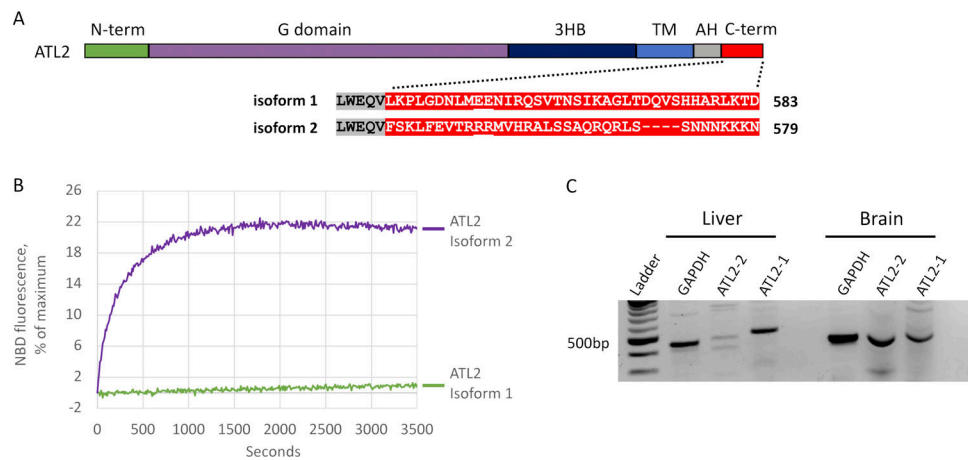 A
N-term
G domain
3HB
TM
AH
C-term
ATL2
isoform 1
LWEQVLKPLGDNLMEENIRQSVTNSIKAGLTDQVSHHARLKTD
583
isoform 2
LWEQVFSKLFEVTRRRMVHRALSSAQRQRLS----SNNNKKKN
579
B
NBD fluorescence,
% of maximum
26
22
18
14
10
6
2
-2
0
500
1000
1500
2000
2500
3000
3500
Seconds
ATL2
Isoform 2
ATL2
Isoform 1
C
Liver
Brain
Ladder
GAPDH
ATL2-2
ATL2-1
GAPDH
ATL2-2
ATL2-1
500bp